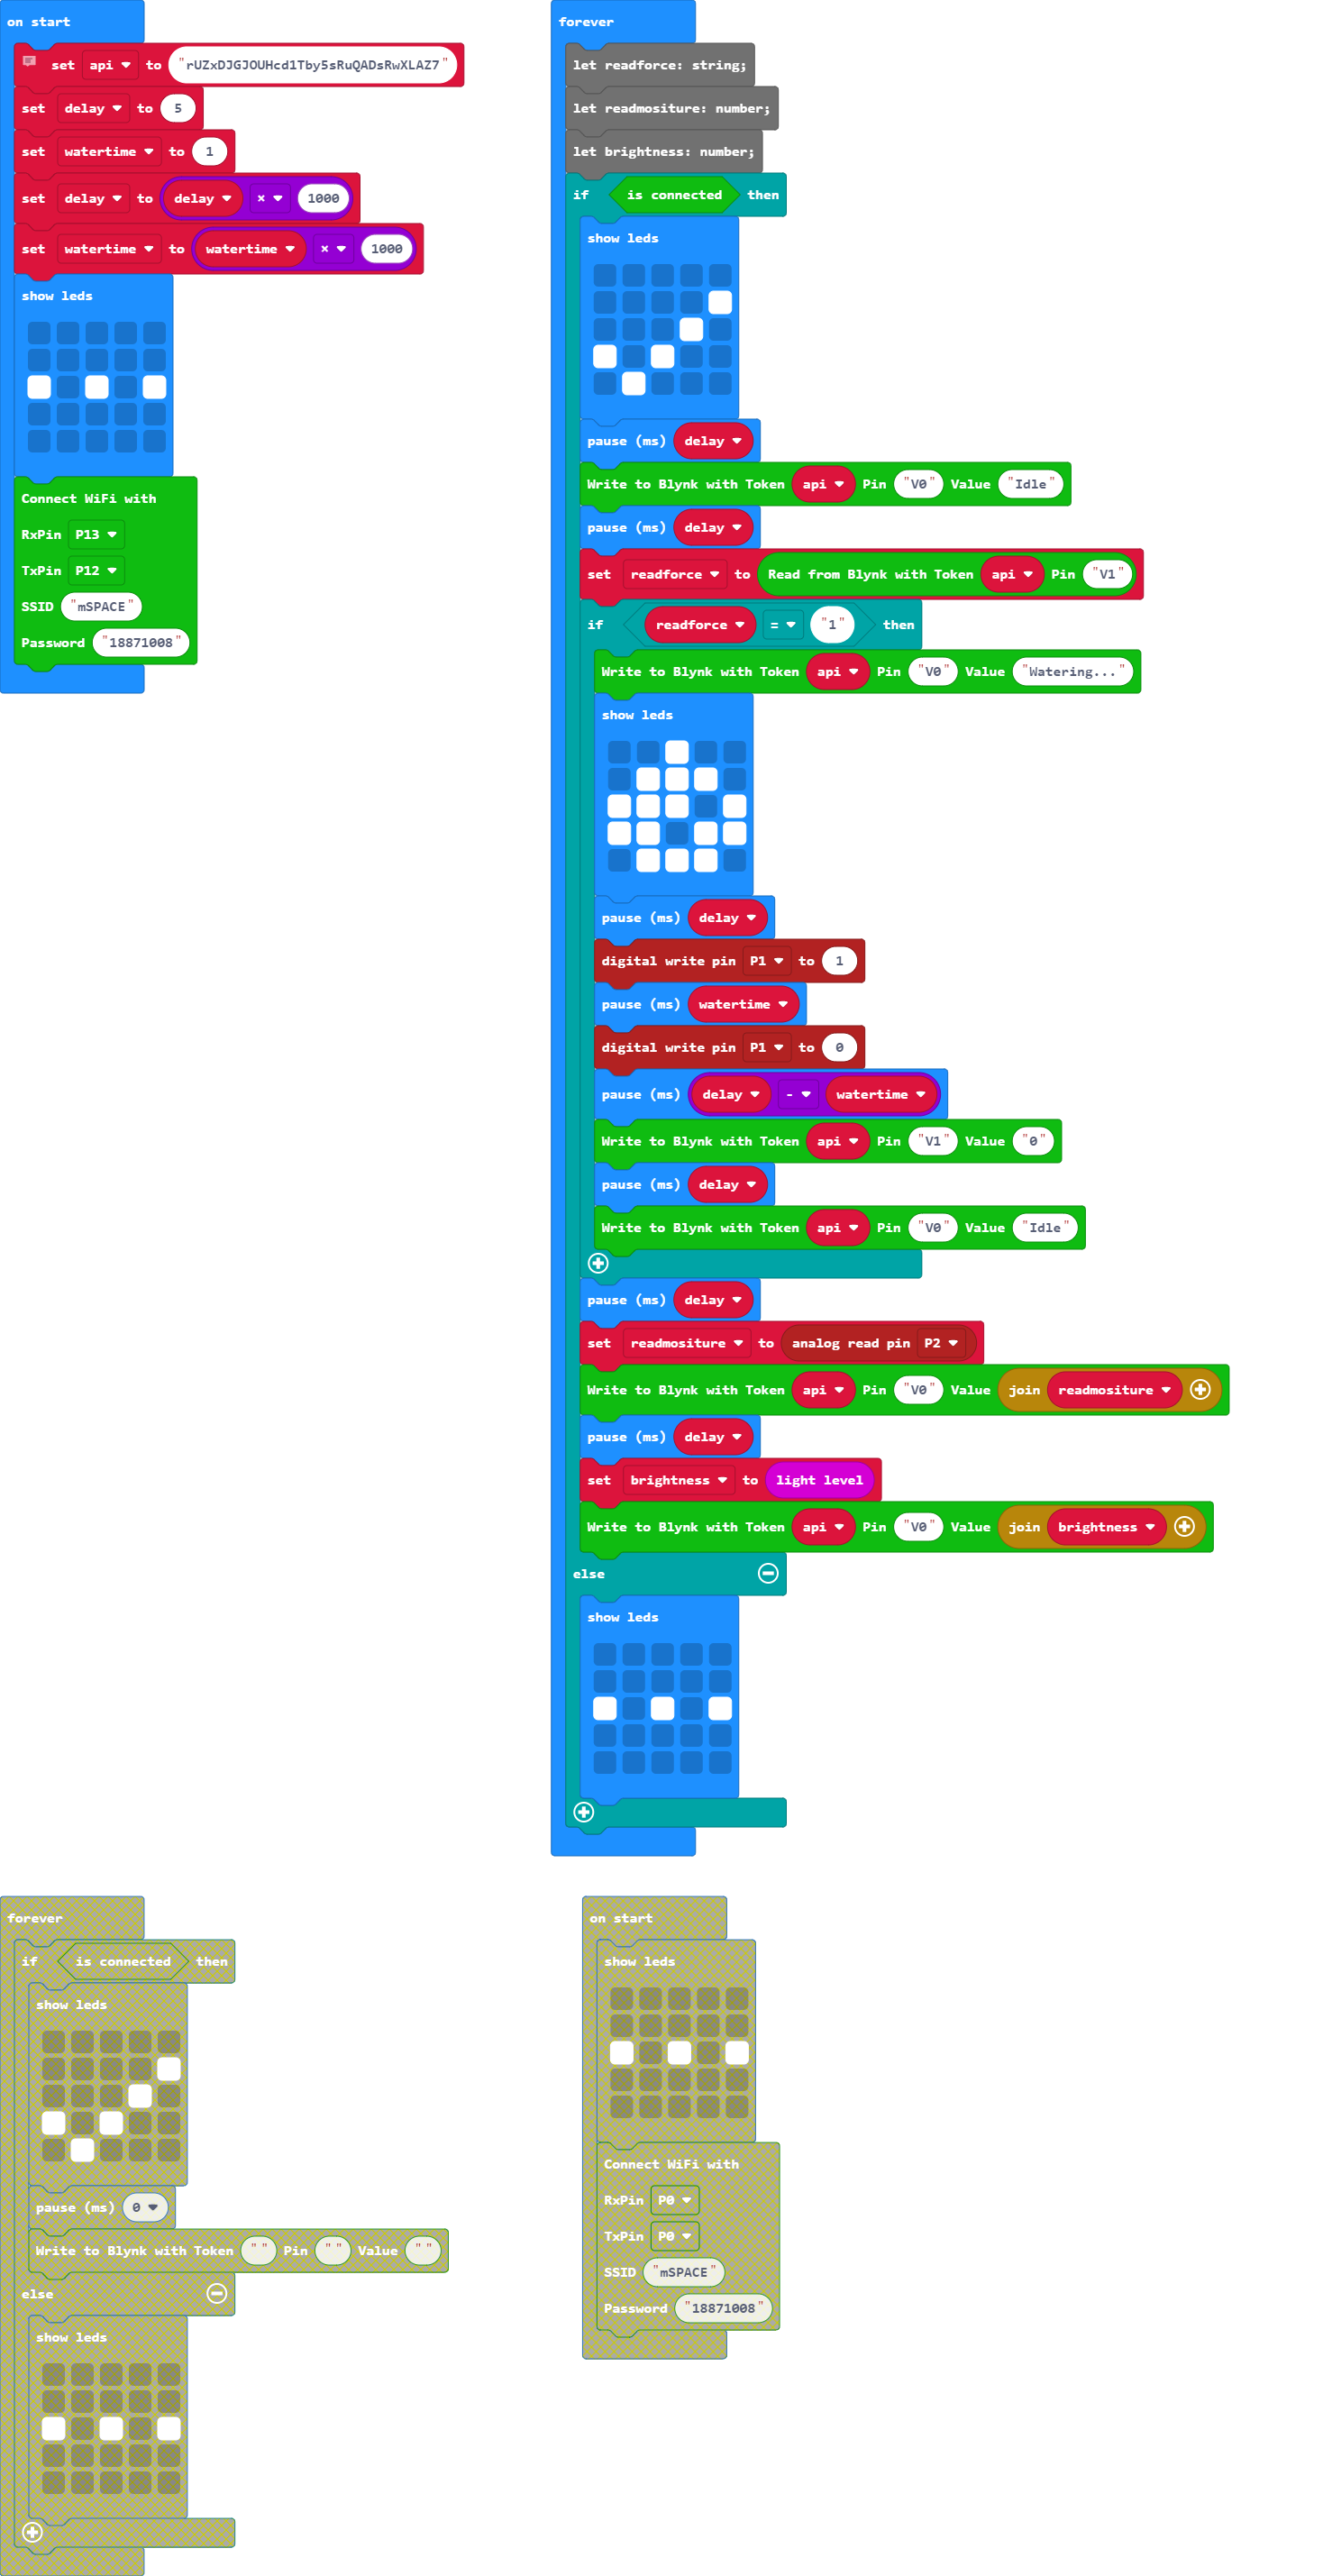 on start
set api to "rUZxDJGJOUHcd1Tby5sRuQADsRwXLAZ7"
set delay to 5
set watertime to 1
set delay to delay × 1000
set watertime to watertime × 1000
show leds
Connect WiFi with
RxPin P13
TxPin P12
SSID "mSPACE"
Password "18871008"
forever
let readforce: string;
let readmositure: number;
let brightness: number;
if is connected then
show leds
pause (ms) delay
Write to Blynk with Token api Pin "V0" Value "Idle"
pause (ms) delay
set readforce to Read from Blynk with Token api Pin "V1"
if readforce = "1" then
Write to Blynk with Token api Pin "V0" Value "Watering..."
show leds
pause (ms) delay
digital write pin P1 to 1
pause (ms) watertime
digital write pin P1 to 0
pause (ms) delay - watertime
Write to Blynk with Token api Pin "V1" Value "0"
pause (ms) delay
Write to Blynk with Token api Pin "V0" Value "Idle"
pause (ms) delay
set readmositure to analog read pin P2
Write to Blynk with Token api Pin "V0" Value join readmositure
pause (ms) delay
set brightness to light level
Write to Blynk with Token api Pin "V0" Value join brightness
else
show leds
forever
if is connected then
show leds
pause (ms) 0
Write to Blynk with Token "" Pin "" Value ""
else
show leds
on start
show leds
Connect WiFi with
RxPin P0
TxPin P0
SSID "mSPACE"
Password "18871008"